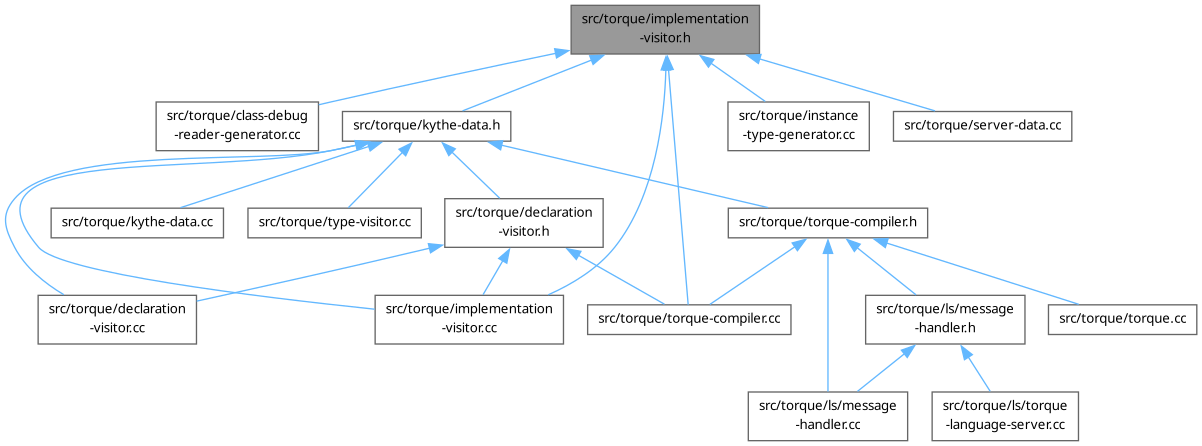 src/torque/implementation
-visitor.h
src/torque/class-debug
-reader-generator.cc
src/torque/kythe-data.h
src/torque/instance
-type-generator.cc
src/torque/server-data.cc
src/torque/kythe-data.cc
src/torque/type-visitor.cc
src/torque/declaration
-visitor.h
src/torque/torque-compiler.h
src/torque/declaration
-visitor.cc
src/torque/implementation
-visitor.cc
src/torque/torque-compiler.cc
src/torque/ls/message
-handler.h
src/torque/torque.cc
src/torque/ls/message
-handler.cc
src/torque/ls/torque
-language-server.cc